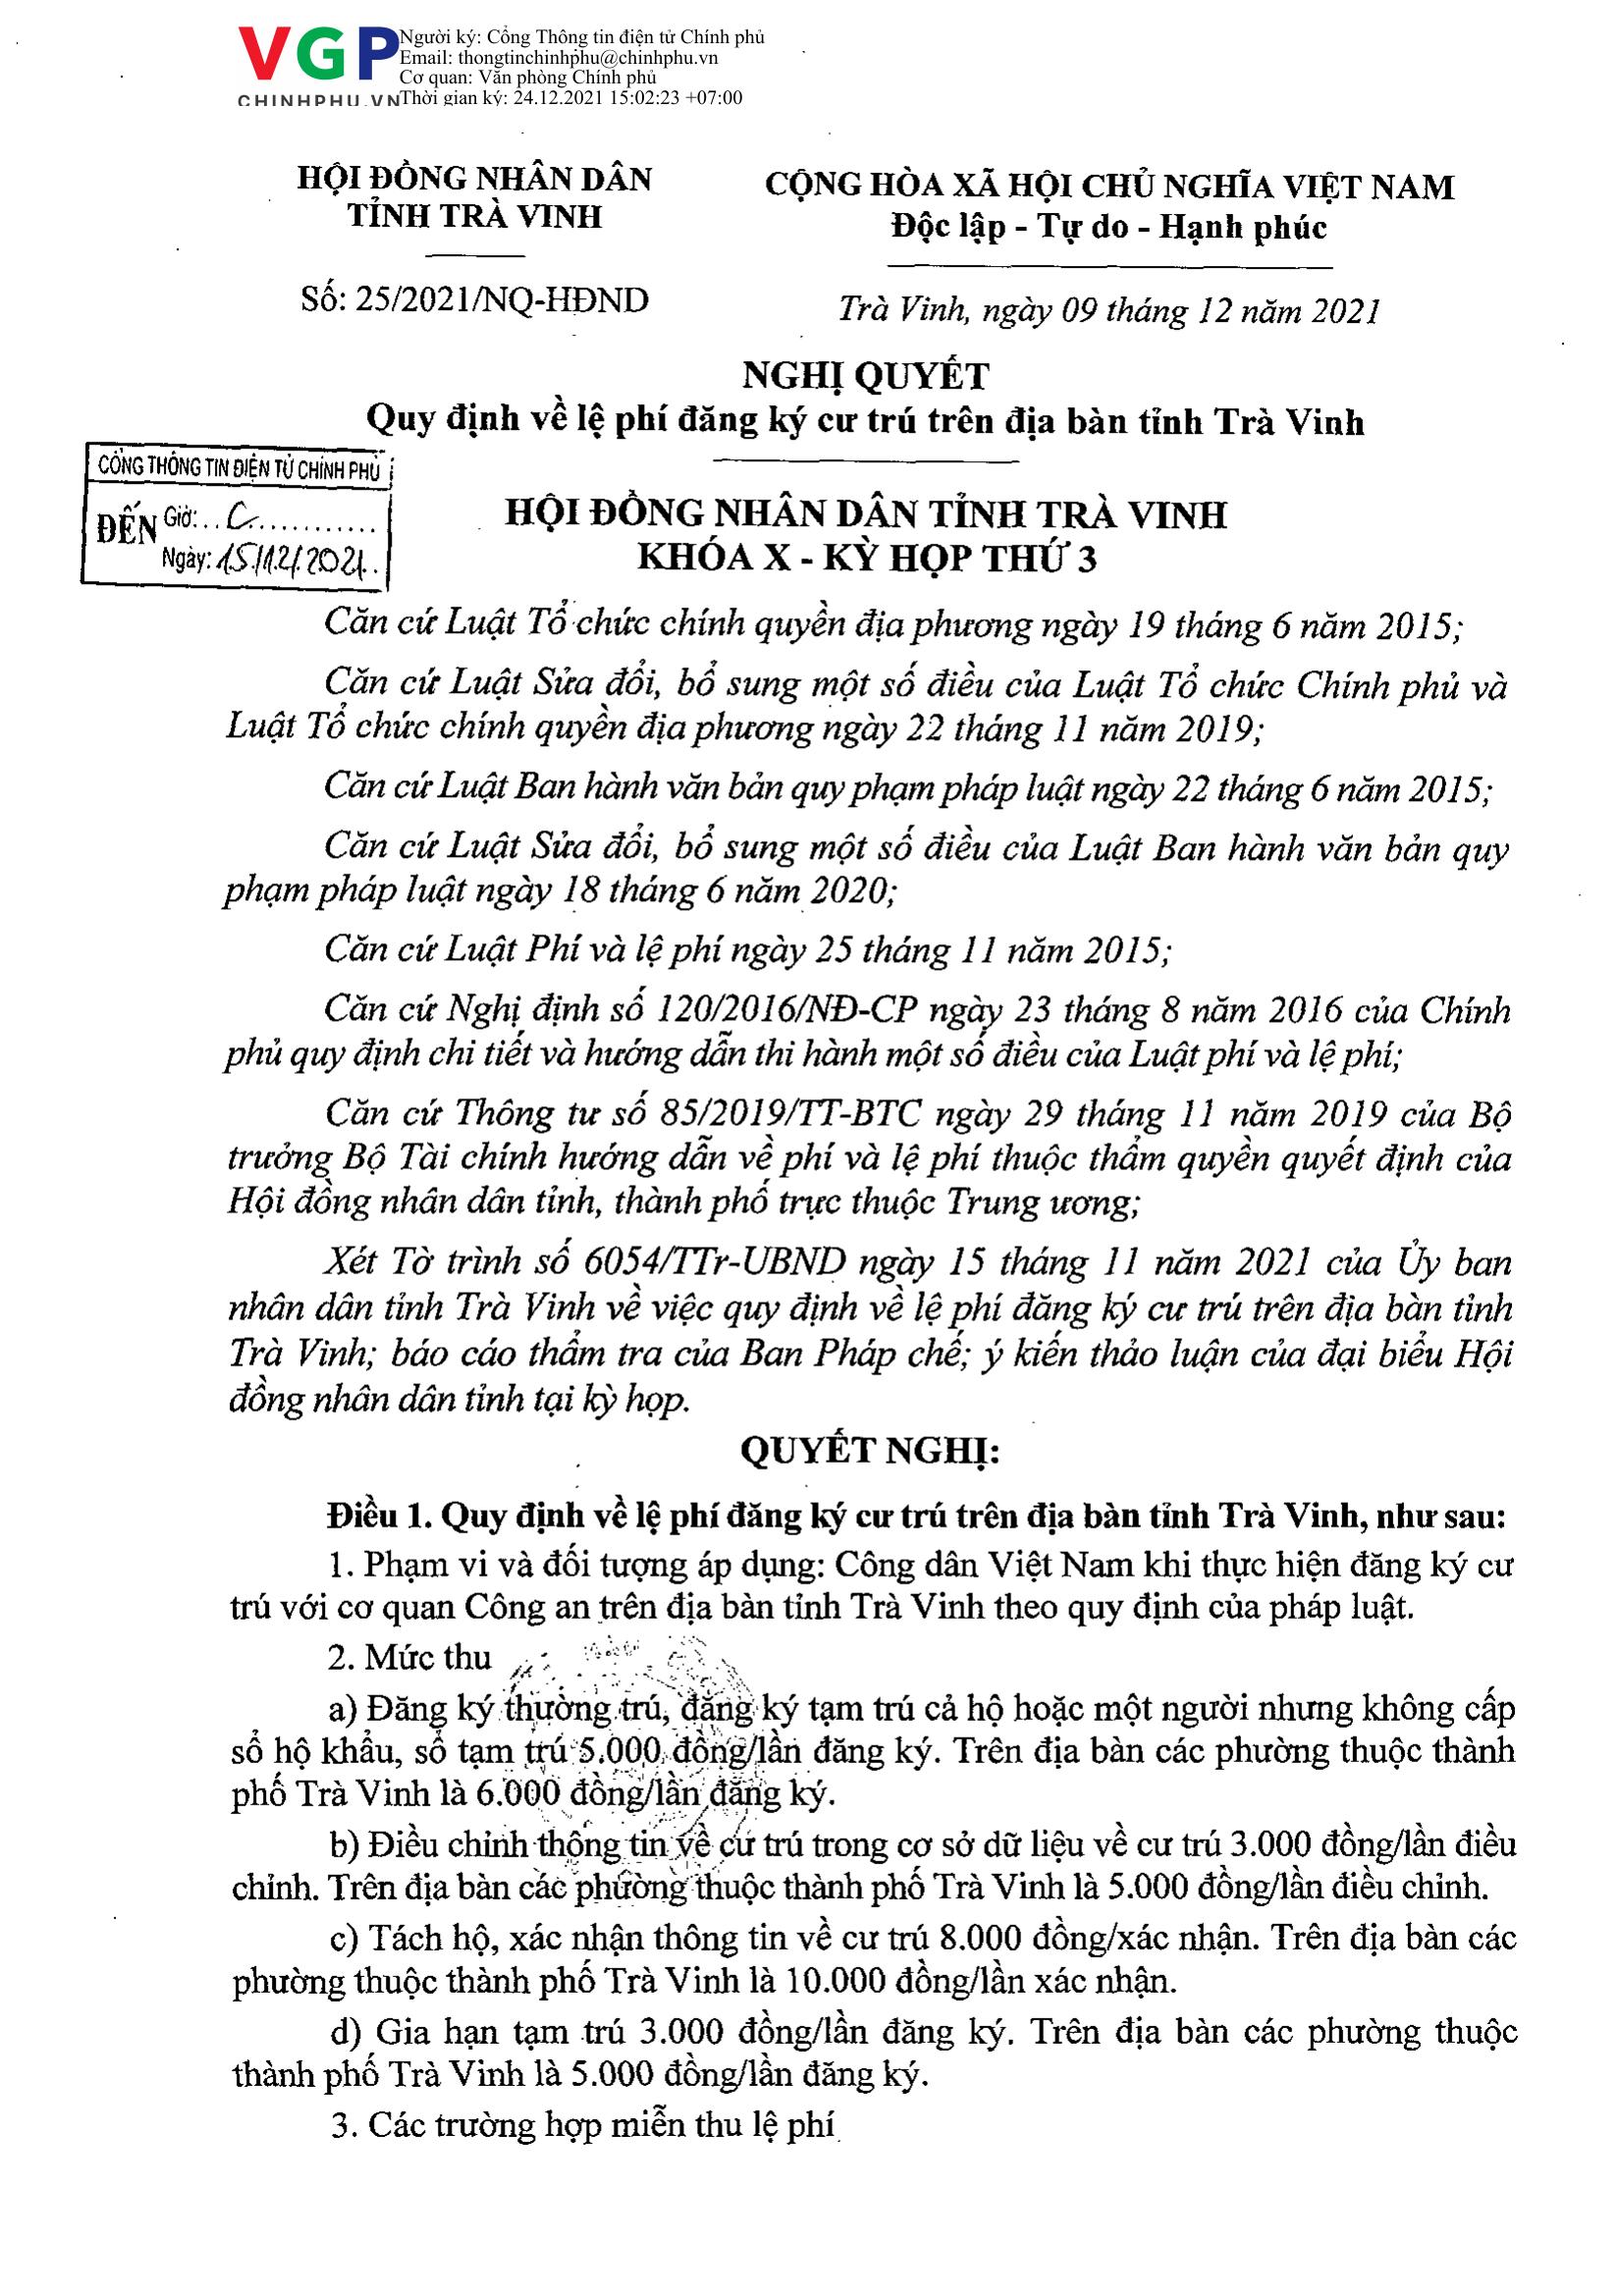 VGP
CHINHPHU.VN
Người ký: Cổng Thông tin điện tử Chính phủ
Email: thongtinchinhphu@chinhphu.vn
Cơ quan: Văn phòng Chính phủ
Thời gian ký: 24.12.2021 15:02:23 +07:00
HỘI ĐỒNG NHÂN DÂN
TỈNH TRÀ VINH
Số: 25/2021/NQ-HĐND
CỘNG HÒA XÃ HỘI CHỦ NGHĨA VIỆT NAM
Độc lập - Tự do - Hạnh phúc
Trà Vinh, ngày 09 tháng 12 năm 2021
NGHỊ QUYẾT
Quy định về lệ phí đăng ký cư trú trên địa bàn tỉnh Trà Vinh
CỔNG THÔNG TIN ĐIỆN TỬ CHÍNH PHỦ
ĐẾN Giờ: ..C...........
Ngày: 15/12/2021.
HỘI ĐỒNG NHÂN DÂN TỈNH TRÀ VINH
KHÓA X - KỲ HỌP THỨ 3
Căn cứ Luật Tổ chức chính quyền địa phương ngày 19 tháng 6 năm 2015;
Căn cứ Luật Sửa đổi, bổ sung một số điều của Luật Tổ chức Chính phủ và
Luật Tổ chức chính quyền địa phương ngày 22 tháng 11 năm 2019;
Căn cứ Luật Ban hành văn bản quy phạm pháp luật ngày 22 tháng 6 năm 2015;
Căn cứ Luật Sửa đổi, bổ sung một số điều của Luật Ban hành văn bản quy
phạm pháp luật ngày 18 tháng 6 năm 2020;
Căn cứ Luật Phí và lệ phí ngày 25 tháng 11 năm 2015;
Căn cứ Nghị định số 120/2016/NĐ-CP ngày 23 tháng 8 năm 2016 của Chính
phủ quy định chi tiết và hướng dẫn thi hành một số điều của Luật phí và lệ phí;
Căn cứ Thông tư số 85/2019/TT-BTC ngày 29 tháng 11 năm 2019 của Bộ
trưởng Bộ Tài chính hướng dẫn về phí và lệ phí thuộc thẩm quyền quyết định của
Hội đồng nhân dân tỉnh, thành phố trực thuộc Trung ương;
Xét Tờ trình số 6054/TTr-UBND ngày 15 tháng 11 năm 2021 của Ủy ban
nhân dân tỉnh Trà Vinh về việc quy định về lệ phí đăng ký cư trú trên địa bàn tỉnh
Trà Vinh; báo cáo thẩm tra của Ban Pháp chế; ý kiến thảo luận của đại biểu Hội
đồng nhân dân tỉnh tại kỳ họp.
QUYẾT NGHỊ:
Điều 1. Quy định về lệ phí đăng ký cư trú trên địa bàn tỉnh Trà Vinh, như sau:
1. Phạm vi và đối tượng áp dụng: Công dân Việt Nam khi thực hiện đăng ký cư
trú với cơ quan Công an trên địa bàn tỉnh Trà Vinh theo quy định của pháp luật.
2. Mức thu
a) Đăng ký thường trú, đăng ký tạm trú cả hộ hoặc một người nhưng không cấp
sổ hộ khẩu, sổ tạm trú 5.000 đồng/lần đăng ký. Trên địa bàn các phường thuộc thành
phố Trà Vinh là 6.000 đồng/lần đăng ký.
b) Điều chỉnh thông tin về cư trú trong cơ sở dữ liệu về cư trú 3.000 đồng/lần điều
chỉnh. Trên địa bàn các phường thuộc thành phố Trà Vinh là 5.000 đồng/lần điều chỉnh.
c) Tách hộ, xác nhận thông tin về cư trú 8.000 đồng/xác nhận. Trên địa bàn các
phường thuộc thành phố Trà Vinh là 10.000 đồng/lần xác nhận.
d) Gia hạn tạm trú 3.000 đồng/lần đăng ký. Trên địa bàn các phường thuộc
thành phố Trà Vinh là 5.000 đồng/lần đăng ký.
3. Các trường hợp miễn thu lệ phí